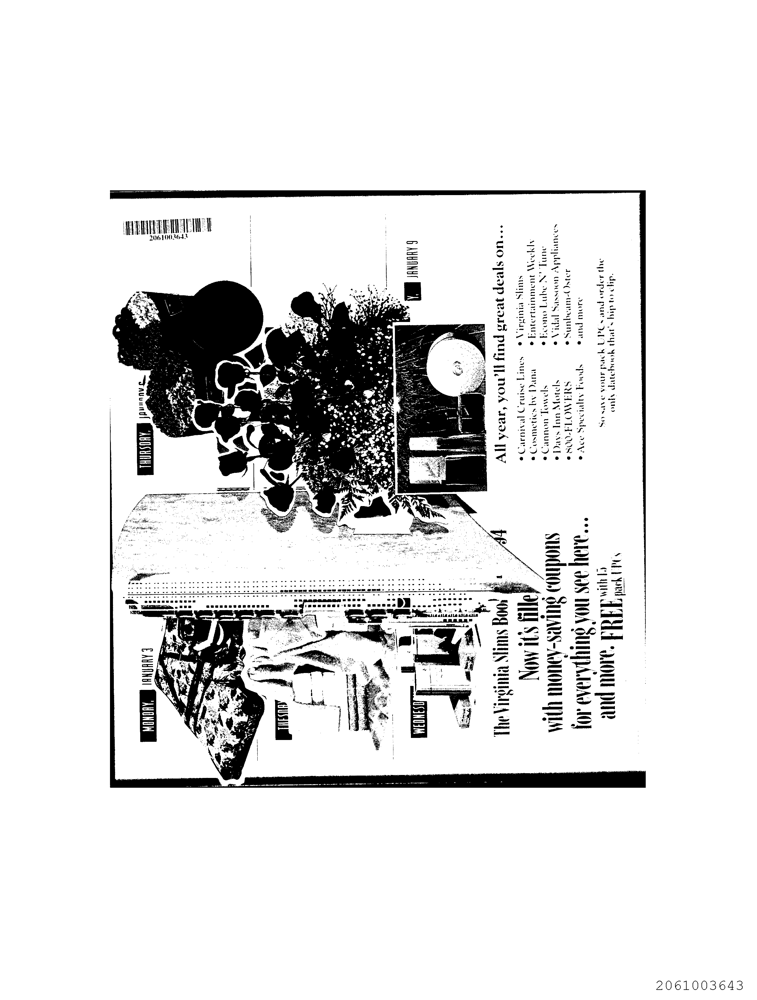 2061003643
MONDAY, JANUARY 3
THURSDAY,
JANUARY 9
The Virginia Slims Book
94
Now it's fille
with money-saving coupons
for everything you see here...
and more. FREE with 15
pack UPCs
All year, you'll find great deals on...
• Carnival Cruise Lines
• Cosmetics by Dana
• Cannon Towels
• Days Inn Motels
• 800-FLOWERS
• Ace Specialty Foods
• Virginia Slims
• Entertainment Weekly
• Econo Lube N' Tune
• Vidal Sassoon Appliances
• Sunbeam-Oster
• and more
So save your pack UPCs and order the
only datebook that's hip to clip.
2061003643